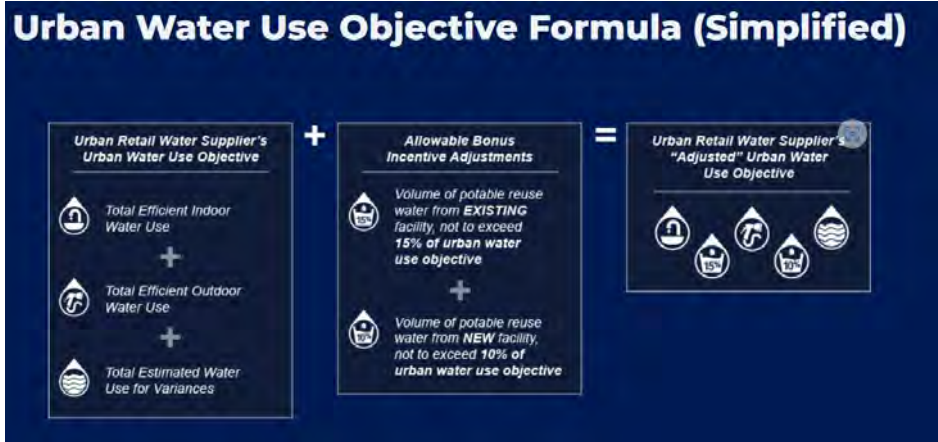 Urban Water Use Objective Formula (Simplified)
Urban Retail Water Supplier's
Urban Water Use Objective
Total Efficient Indoor
Water Use
+
Total Efficient Outdoor
Water Use
+
Total Estimated Water
Use for Variances
+
Allowable Bonus
Incentive Adjustments
15%
Volume of potable reuse
water from EXISTING
facility, not to exceed
15% of urban water
use objective
+
10%
Volume of potable reuse
water from NEW facility,
not to exceed 10% of
urban water use objective
=
Urban Retail Water Supplier's
"Adjusted" Urban Water
Use Objective
15%
10%